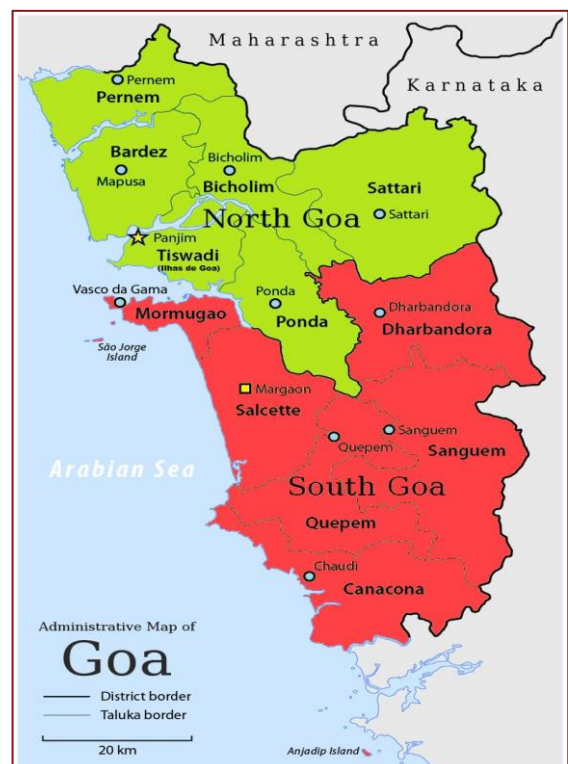 Maharashtra
Karnataka
Pernem
Pernem
Bardez
Mapusa
Bicholim
Bicholim
Sattari
Sattari
North Goa
Panjim
Tiswadi
(Ilhas de Goa)
Vasco da Gama
Mormugao
Ponda
Ponda
Dharbandora
Dharbandora
São Jorge
Island
Margaon
Salcette
Sanguem
Quepem
Sanguem
Arabian Sea
South Goa
Quepem
Chaudi
Canacona
Administrative Map of
Goa
District border
Taluka border
20 km
Anjadip Island